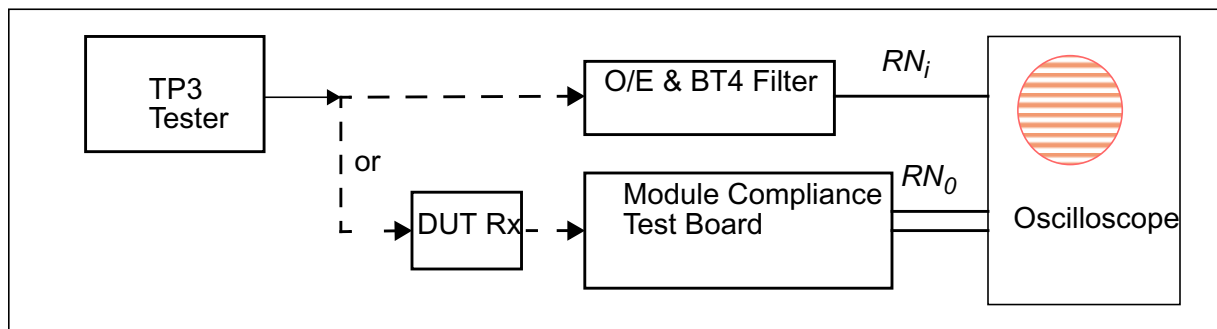 TP3
Tester
O/E & BT4 Filter
RNi
or
DUT Rx
Module Compliance
Test Board
RN0
Oscilloscope